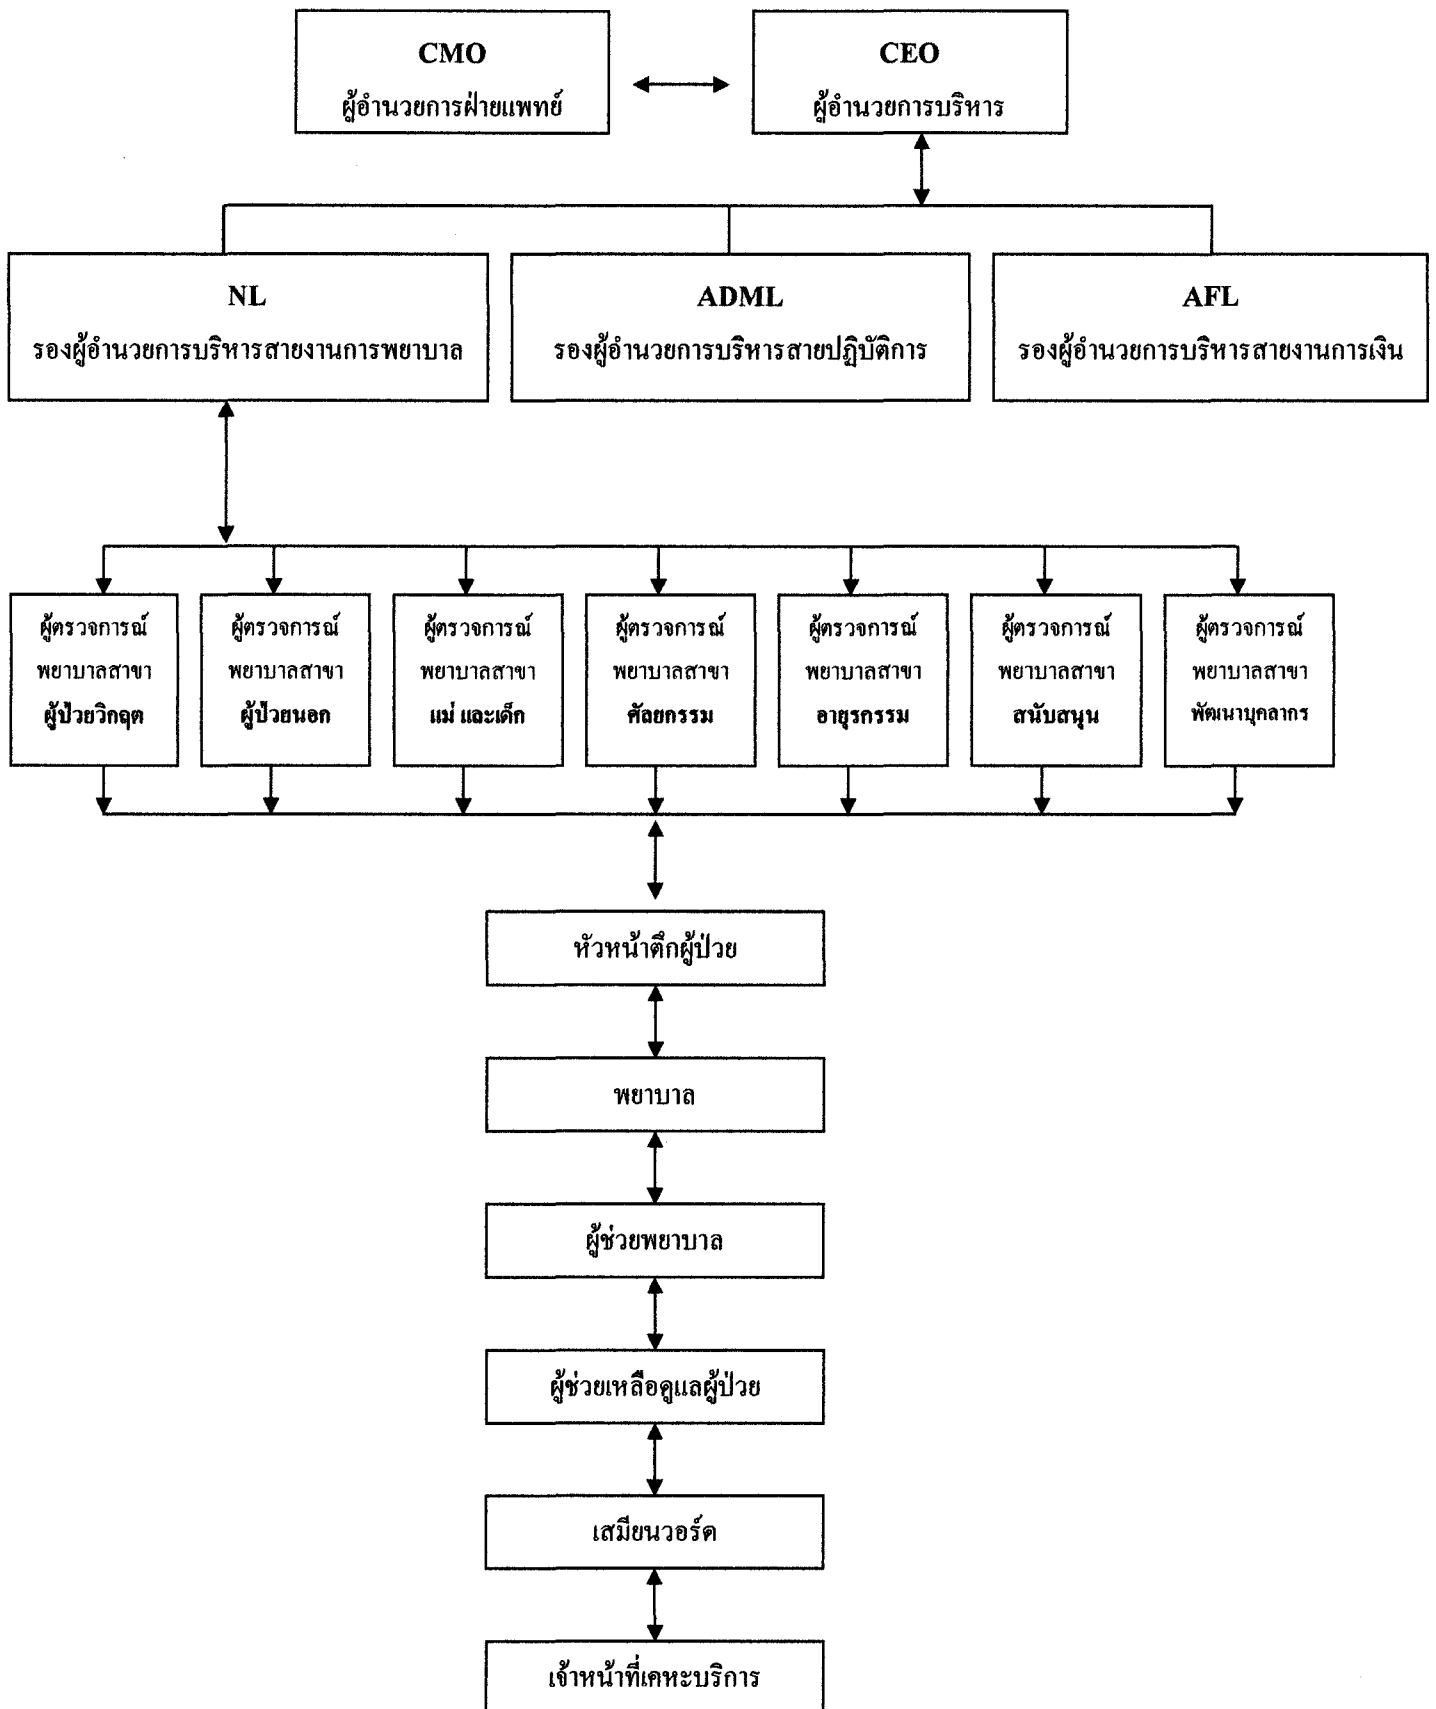 CMO
ผู้อำนวยการฝ่ายแพทย์
CEO
ผู้อำนวยการบริหาร
NL
รองผู้อำนวยการบริหารสายงานการพยาบาล
ADML
รองผู้อำนวยการบริหารสายปฏิบัติการ
AFL
รองผู้อำนวยการบริหารสายงานการเงิน
ผู้ตรวจการณ์
พยาบาลสาขา
ผู้ป่วยวิกฤต
ผู้ตรวจการณ์
พยาบาลสาขา
ผู้ป่วยนอก
ผู้ตรวจการณ์
พยาบาลสาขา
แม่ และเด็ก
ผู้ตรวจการณ์
พยาบาลสาขา
ศัลยกรรม
ผู้ตรวจการณ์
พยาบาลสาขา
อายุรกรรม
ผู้ตรวจการณ์
พยาบาลสาขา
สนับสนุน
ผู้ตรวจการณ์
พยาบาลสาขา
พัฒนาบุคลากร
หัวหน้าตึกผู้ป่วย
พยาบาล
ผู้ช่วยพยาบาล
ผู้ช่วยเหลือดูแลผู้ป่วย
เสมียนวอร์ด
เจ้าหน้าที่เคหะบริการ